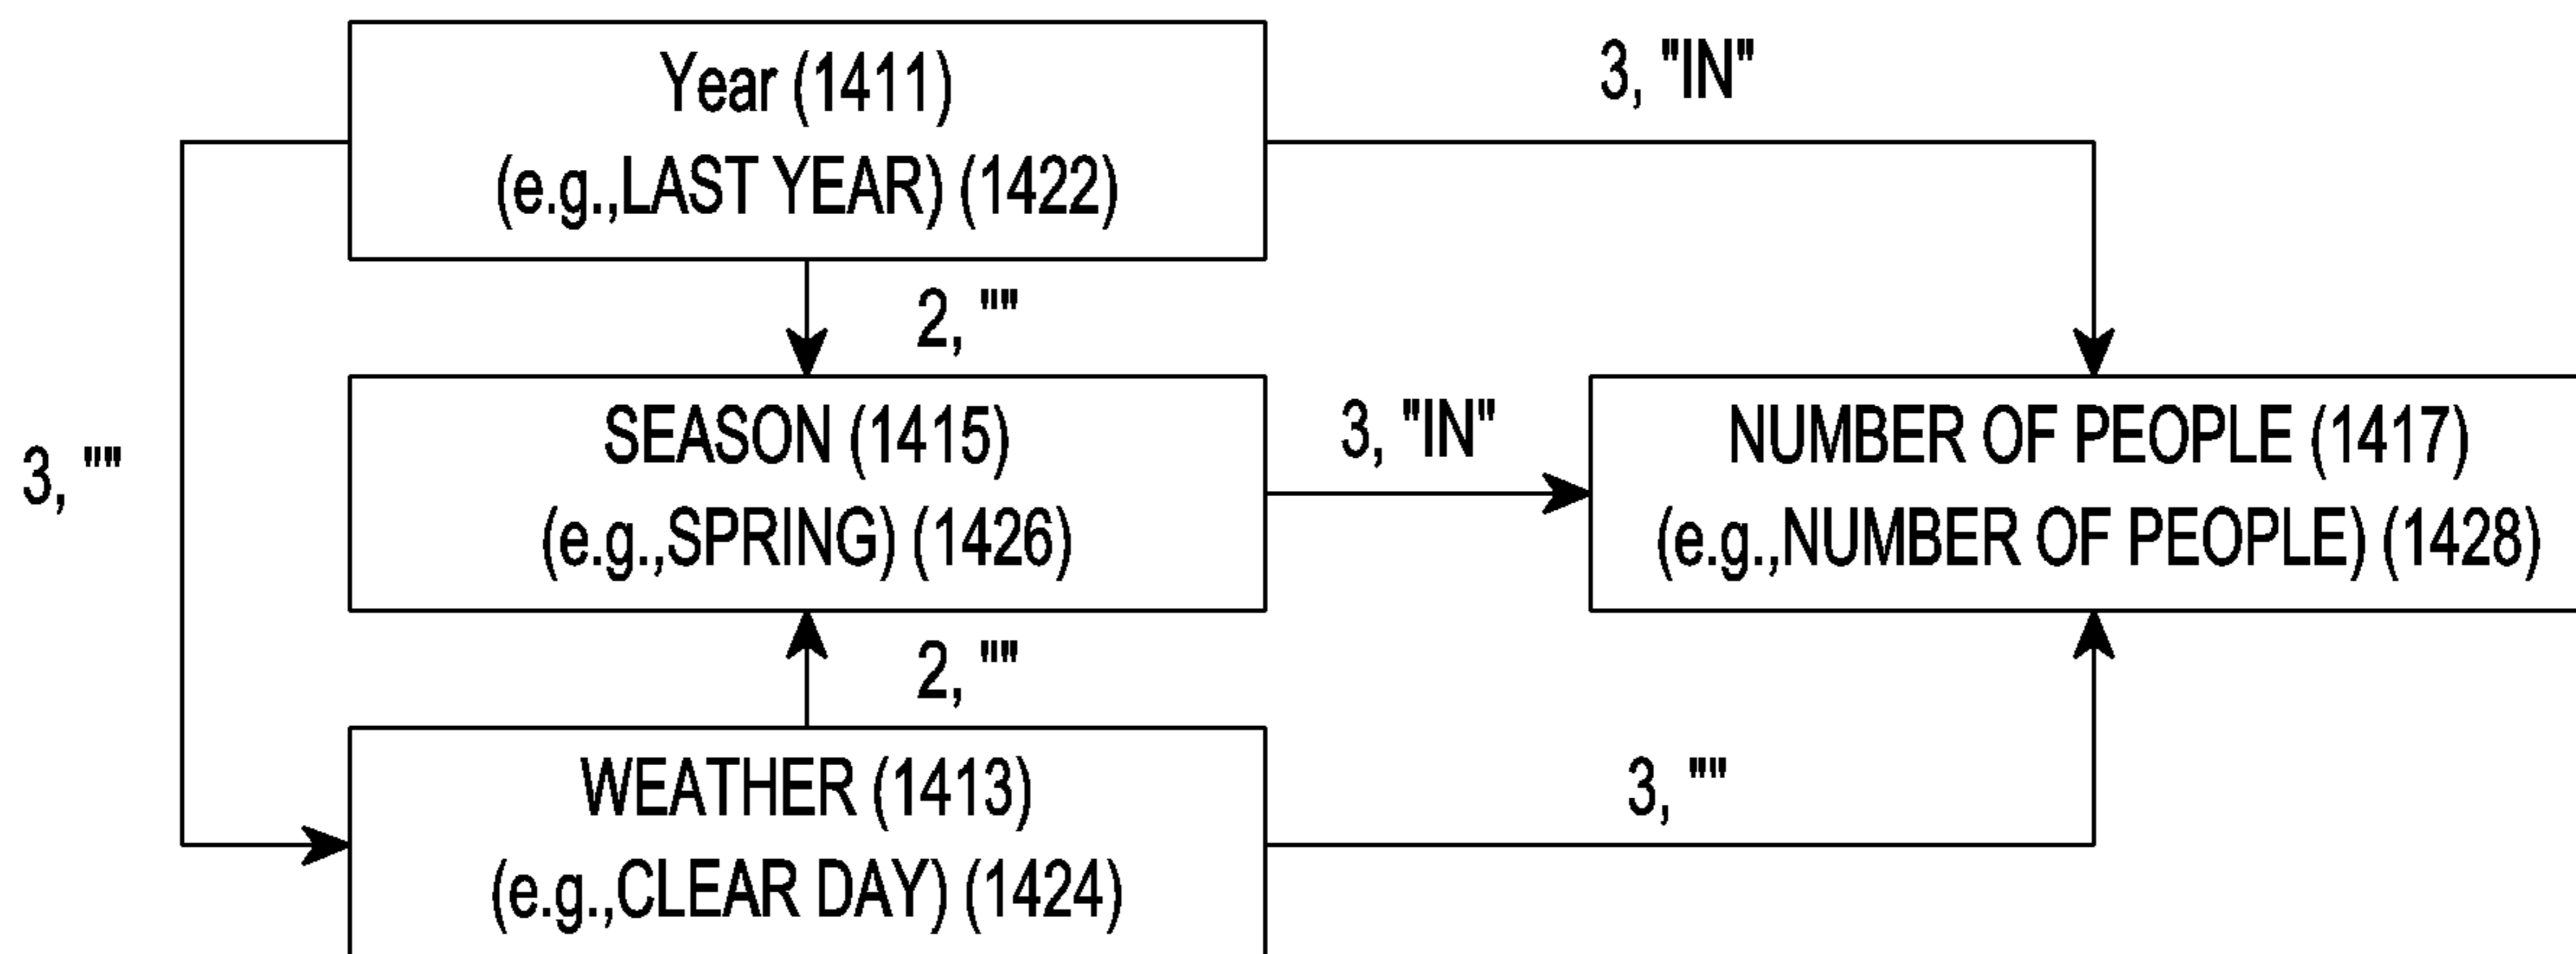 Year (1411)
(e.g.,LAST YEAR) (1422)
3, "IN"
2, ""
3, ""
SEASON (1415)
(e.g.,SPRING) (1426)
3, "IN"
NUMBER OF PEOPLE (1417)
(e.g.,NUMBER OF PEOPLE) (1428)
2, ""
WEATHER (1413)
(e.g.,CLEAR DAY) (1424)
3, ""